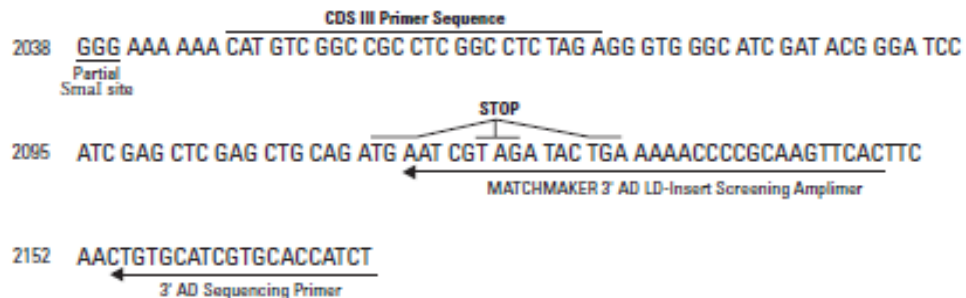 CDS III Primer Sequence
2038 GGG AAA AAA CAT GTC GGC CGC CTC GGC CTC TAG AGG GTG GGC ATC GAT ACG GGA TCC
Partial
SmaI site
STOP
2095 ATC GAG CTC GAG CTG CAG ATG AAT CGT AGA TAC TGA AAAACCCCGCAAGTTCACTTC
MATCHMAKER 3' AD LD-Insert Screening Amplimer
2152 AACTGTGCATCGTGCACCATCT
3' AD Sequencing Primer